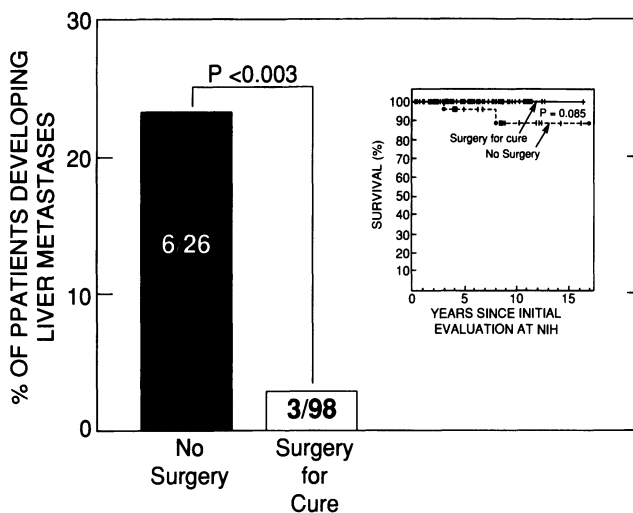 % OF PPATIENTS DEVELOPING
LIVER METASTASES
30
20
10
0
P <0.003
6 26
3/98
No
Surgery
Surgery
for
Cure
SURVIVAL (%)
100
90
80
70
60
50
40
30
20
10
P = 0.085
Surgery for cure
No Surgery
0
5
10
15
YEARS SINCE INITIAL
EVALUATION AT NIH